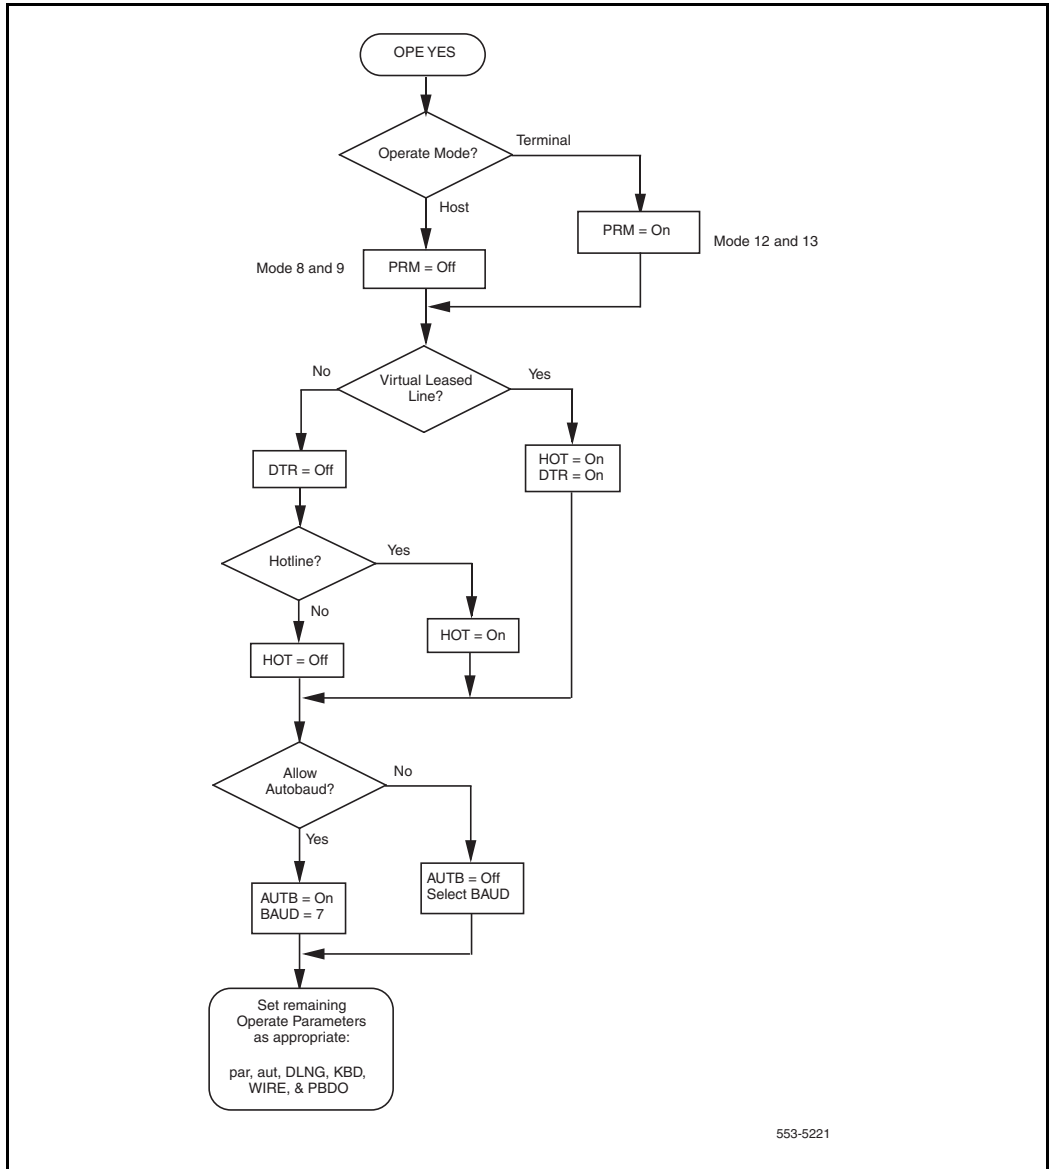 OPE YES
Operate Mode?
Terminal
Host
PRM = On
Mode 12 and 13
Mode 8 and 9
PRM = Off
No
Virtual Leased
Line?
Yes
DTR = Off
HOT = On
DTR = On
Hotline?
Yes
No
HOT = On
HOT = Off
Allow
Autobaud?
No
Yes
AUTB = On
BAUD = 7
AUTB = Off
Select BAUD
Set remaining
Operate Parameters
as appropriate:
par, aut, DLNG, KBD,
WIRE, & PBDO
553-5221